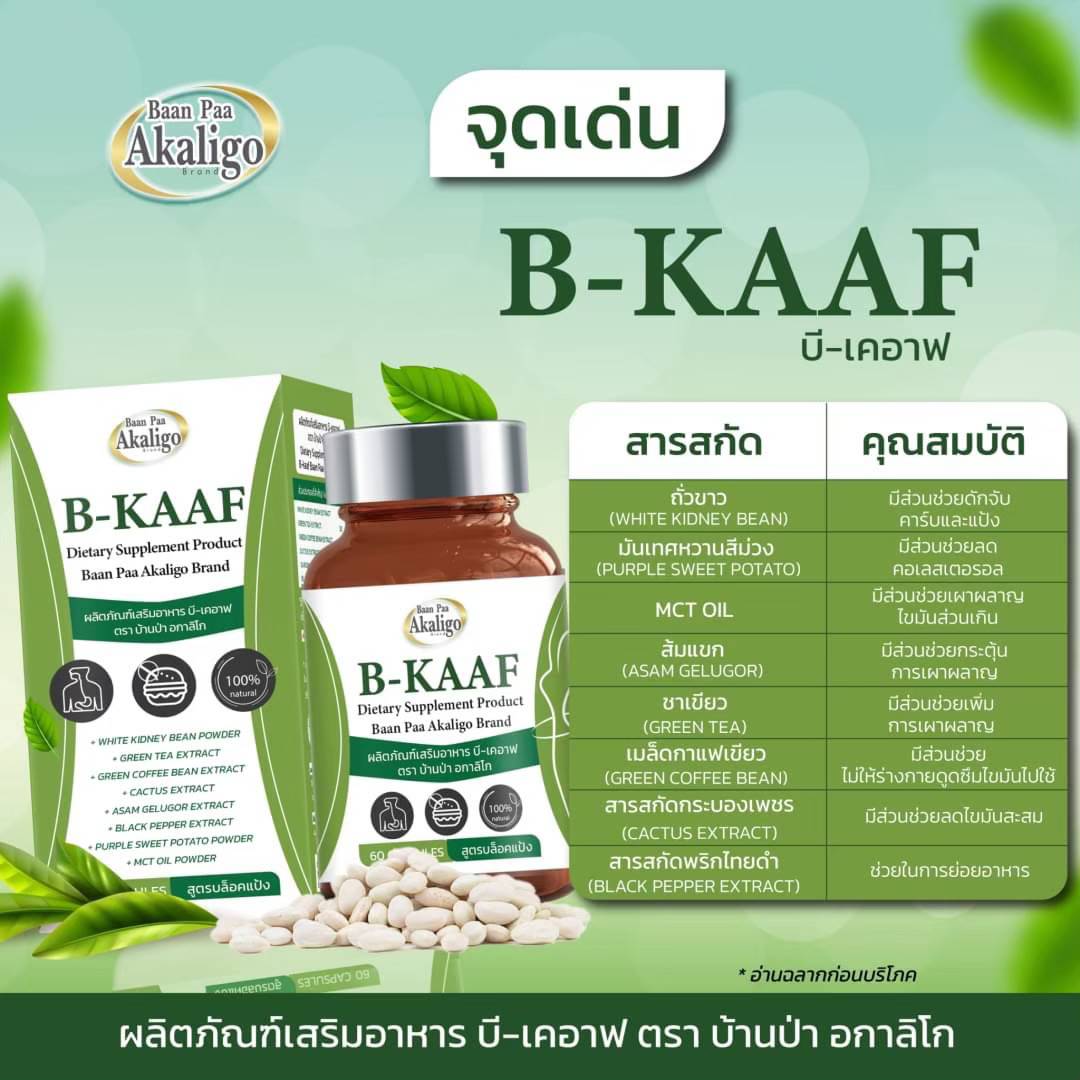 Baan Paa
Akaligo
Brand
จุดเด่น
B-KAAF
บี-เคอาฟ
สารสกัด
คุณสมบัติ
ถั่วขาว
(WHITE KIDNEY BEAN)
มีส่วนช่วยดักจับ
คาร์บและแป้ง
มันเทศหวานสีม่วง
(PURPLE SWEET POTATO)
มีส่วนช่วยลด
คอเลสเตอรอล
MCT OIL
มีส่วนช่วยเผาผลาญ
ไขมันส่วนเกิน
ส้มแขก
(ASAM GELUGOR)
มีส่วนช่วยกระตุ้น
การเผาผลาญ
ชาเขียว
(GREEN TEA)
มีส่วนช่วยเพิ่ม
การเผาผลาญ
เมล็ดกาแฟเขียว
(GREEN COFFEE BEAN)
มีส่วนช่วย
ไม่ให้ร่างกายดูดซึมไขมันไปใช้
สารสกัดกระบองเพชร
(CACTUS EXTRACT)
มีส่วนช่วยลดไขมันสะสม
สารสกัดพริกไทยดำ
(BLACK PEPPER EXTRACT)
ช่วยในการย่อยอาหาร
Baan Paa
Akaligo
Brand
B-KAAF
Dietary Supplement Product
Baan Paa Akaligo Brand
ผลิตภัณฑ์เสริมอาหาร บี-เคอาฟ
ตรา บ้านป่า อกาลิโก
100%
natural
+ WHITE KIDNEY BEAN POWDER
+ GREEN TEA EXTRACT
+ GREEN COFFEE BEAN EXTRACT
+ CACTUS EXTRACT
+ ASAM GELUGOR EXTRACT
+ BLACK PEPPER EXTRACT
+ PURPLE SWEET POTATO POWDER
+ MCT OIL POWDER
สูตรบล็อคแป้ง
Baan Paa
Akaligo
Brand
B-KAAF
Dietary Supplement Product
Baan Paa Akaligo Brand
ผลิตภัณฑ์เสริมอาหาร บี-เคอาฟ
ตรา บ้านป่า อกาลิโก
100%
natural
60
สูตรบล็อคแป้ง
* อ่านฉลากก่อนบริโภค
ผลิตภัณฑ์เสริมอาหาร บี-เคอาฟ ตรา บ้านป่า อกาลิโก